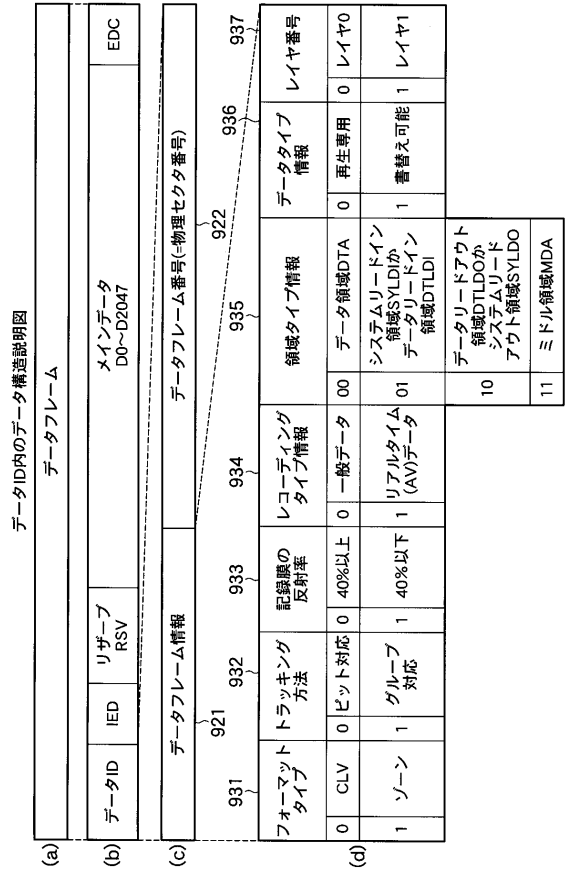 データID内のデータ構造説明図
(a)
データフレーム
(b)
データID
IED
リザーブ
RSV
メインデータ
D0～D2047
EDC
(c)
データフレーム情報
データフレーム番号(=物理セクタ番号)
921
922
931
932
933
934
935
936
937
(d)
フォーマット
タイプ
0 CLV
1 ゾーン
トラッキング
方法
0 ピット対応
1 グルーブ
対応
記録膜の
反射率
0 40%以上
1 40%以下
レコーディング
タイプ情報
0 一般データ
1 リアルタイム
(AV)データ
領域タイプ情報
00 データ領域DTA
01 システムリードイン
領域SYLDIか
データリードイン
領域DTLDI
10 データリードアウト
領域DTLDOか
システムリード
アウト領域SYLDO
11 ミドル領域MDA
データタイプ
情報
0 再生専用
1 書替え可能
レイヤ番号
0 レイヤ0
1 レイヤ1